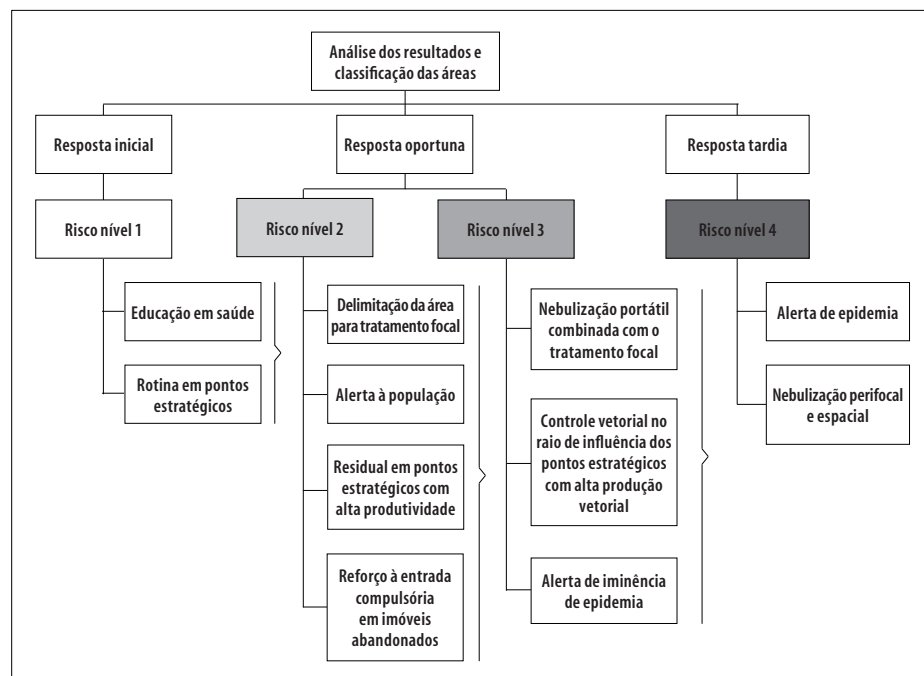 Análise dos resultados e
classificação das áreas
Resposta inicial
Resposta oportuna
Resposta tardia
Risco nível 1
Risco nível 2
Risco nível 3
Risco nível 4
Educação em saúde
Rotina em pontos
estratégicos
Delimitação da área
para tratamento focal
Alerta à população
Residual em pontos
estratégicos com
alta produtividade
Reforço à entrada
compulsória
em imóveis
abandonados
Nebulização portátil
combinada com o
tratamento focal
Controle vetorial no
raio de influência dos
pontos estratégicos
com alta produção
vetorial
Alerta de iminência
de epidemia
Alerta de epidemia
Nebulização perifocal
e espacial